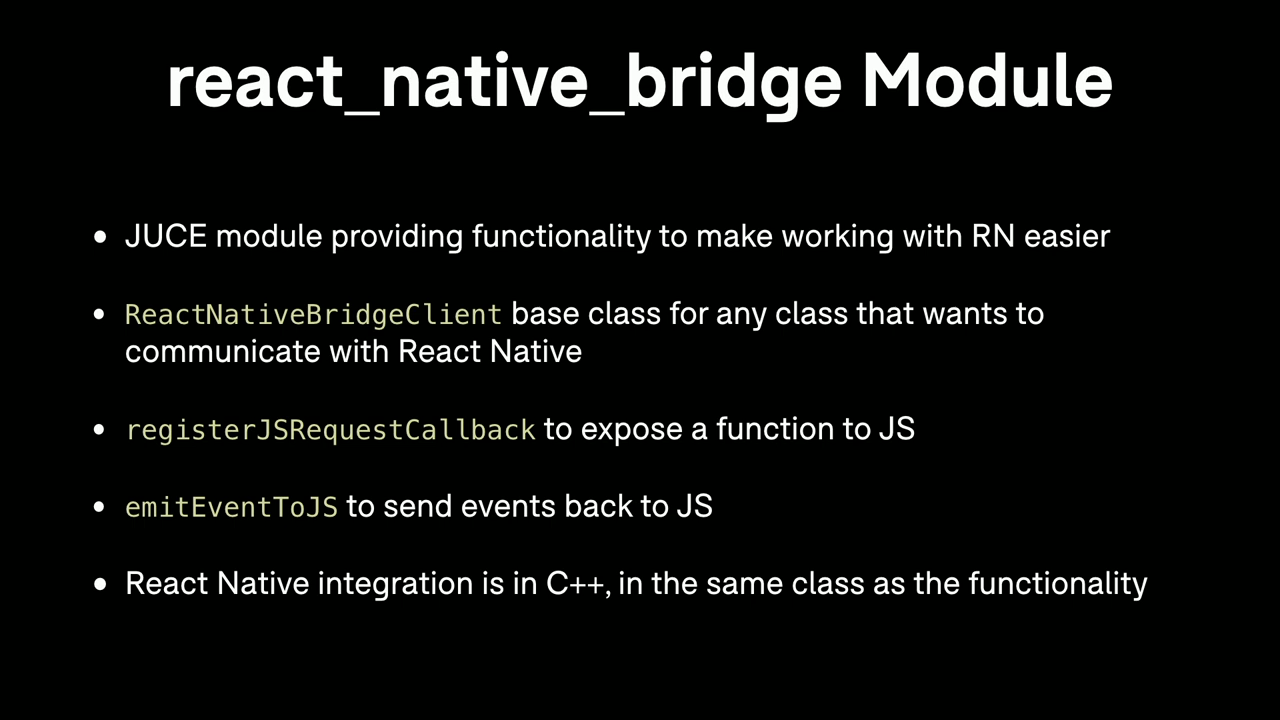 react_native_bridge Module
• JUCE module providing functionality to make working with RN easier
• ReactNativeBridgeClient base class for any class that wants to
communicate with React Native
• registerJSRequestCallback to expose a function to JS
• emitEventToJS to send events back to JS
• React Native integration is in C++, in the same class as the functionality